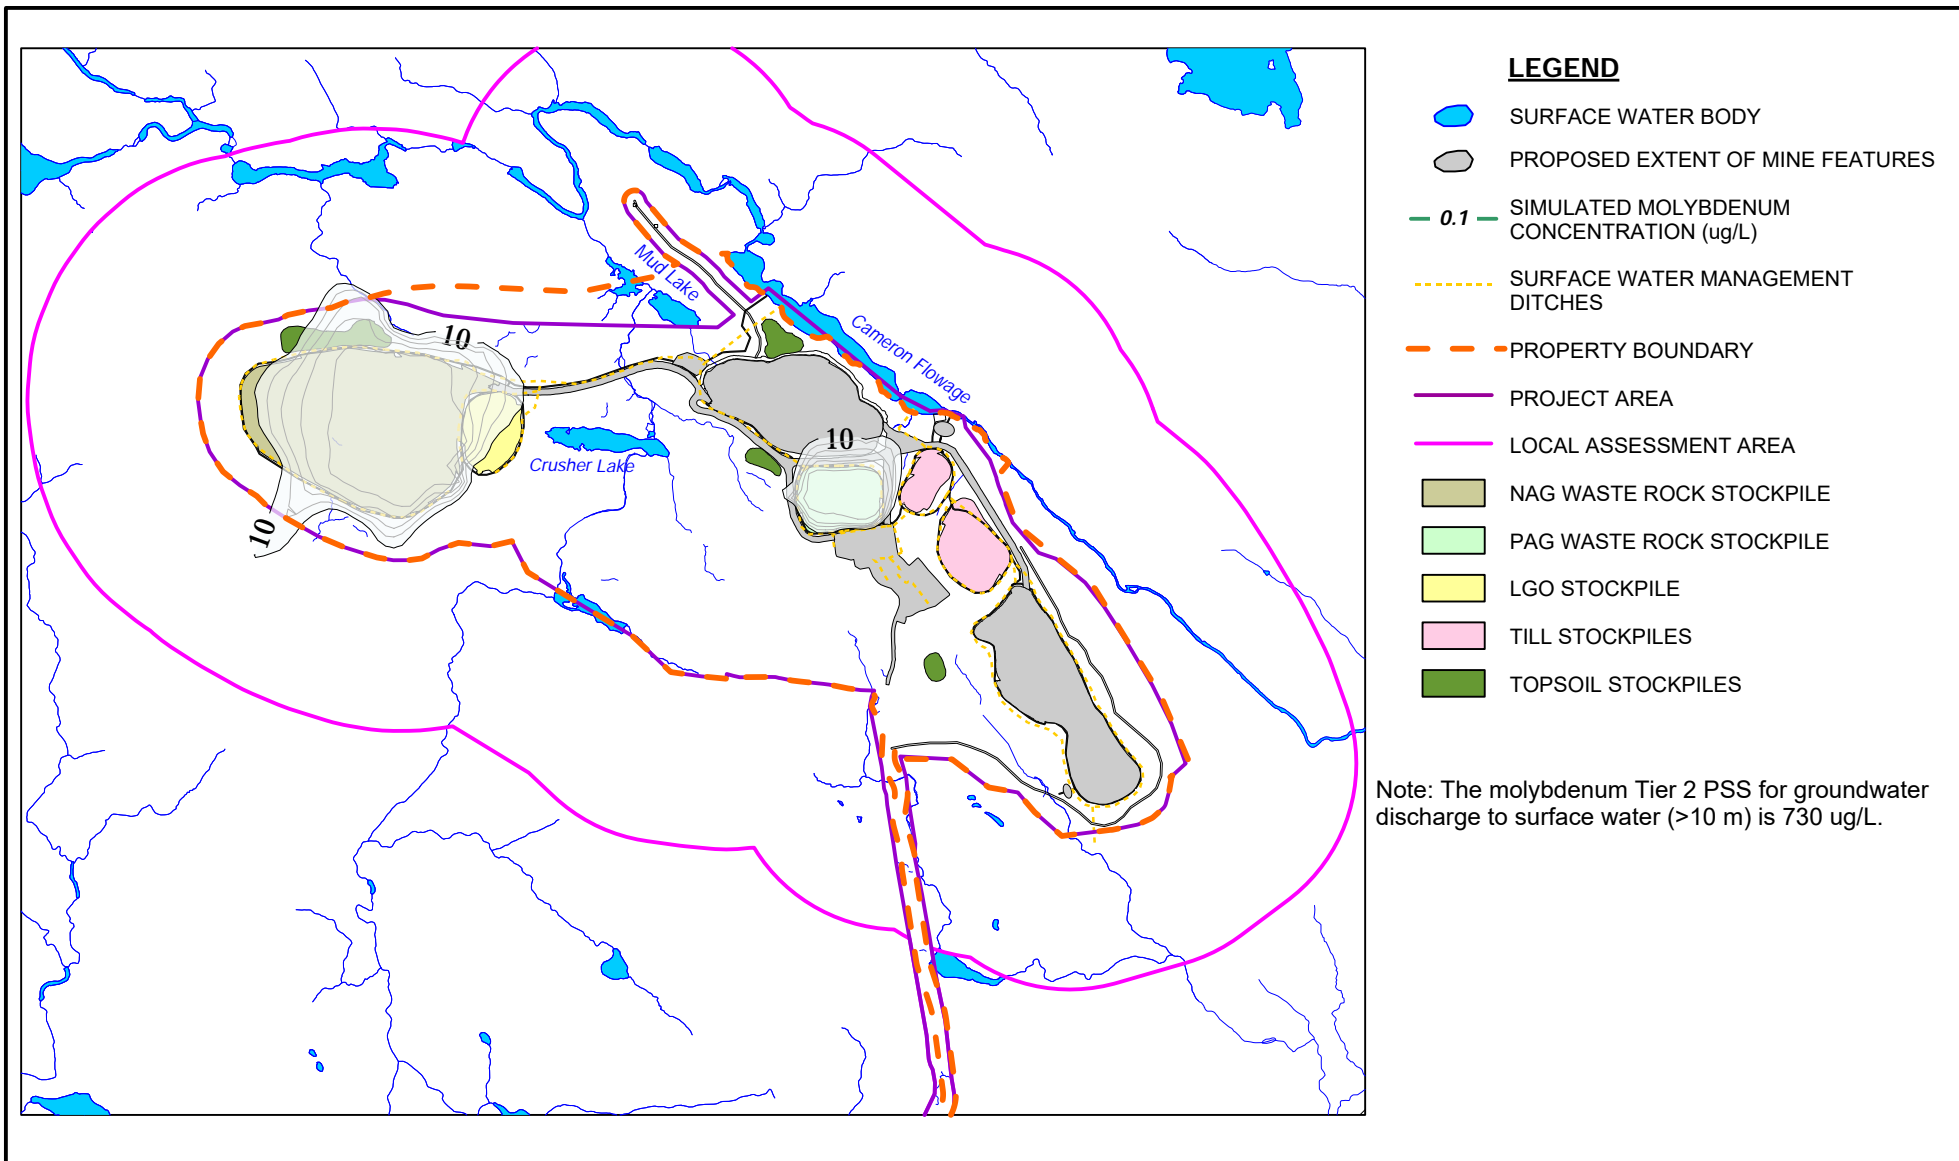 LEGEND
SURFACE WATER BODY
PROPOSED EXTENT OF MINE FEATURES
0.1
SIMULATED MOLYBDENUM
CONCENTRATION (ug/L)
SURFACE WATER MANAGEMENT
DITCHES
PROPERTY BOUNDARY
PROJECT AREA
LOCAL ASSESSMENT AREA
NAG WASTE ROCK STOCKPILE
PAG WASTE ROCK STOCKPILE
LGO STOCKPILE
TILL STOCKPILES
TOPSOIL STOCKPILES
Note: The molybdenum Tier 2 PSS for groundwater
discharge to surface water (>10 m) is 730 ug/L.
Mud Lake
Cameron Flowage
10
10
Crusher Lake
10